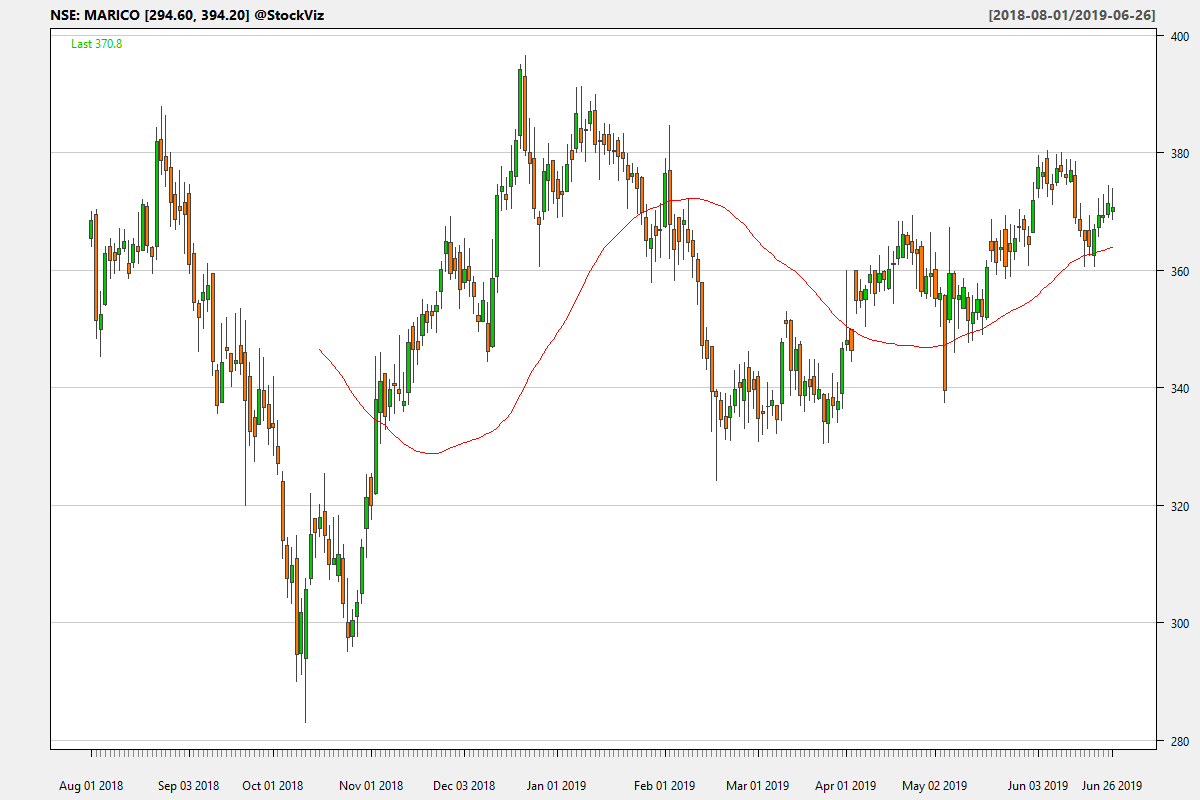 NSE: MARICO [294.60, 394.20] @StockViz [2018-08-01/2019-06-26]
Last 370.8
400
380
360
340
320
300
280
Aug 01 2018 Sep 03 2018 Oct 01 2018 Nov 01 2018 Dec 03 2018 Jan 01 2019 Feb 01 2019 Mar 01 2019 Apr 01 2019 May 02 2019 Jun 03 2019 Jun 26 2019